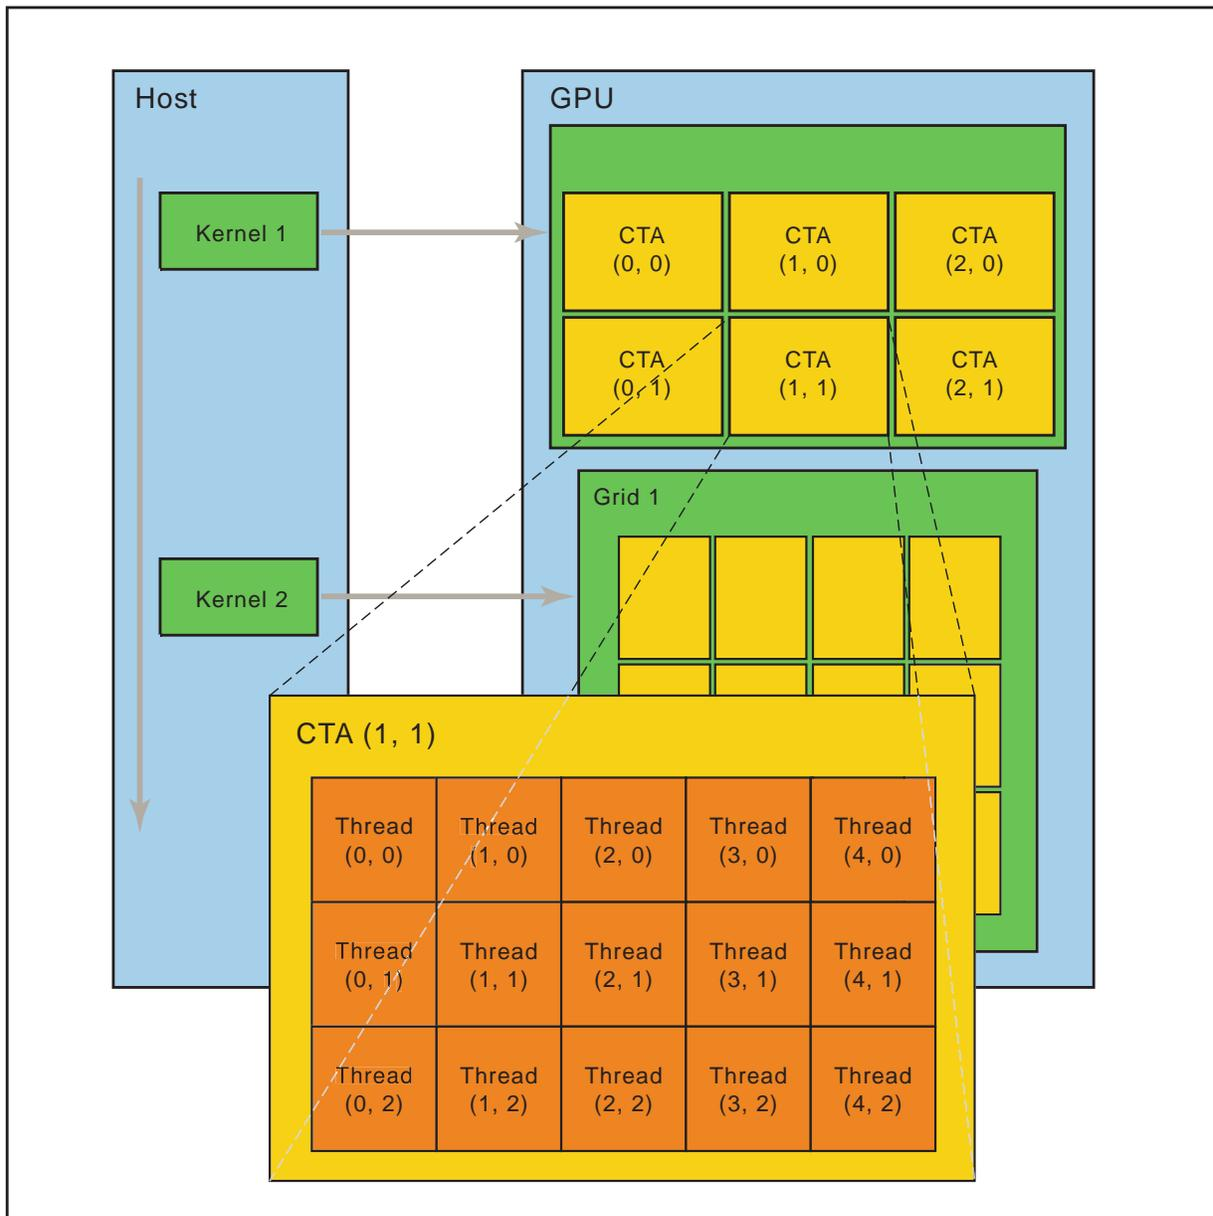 Host
GPU
Kernel 1
CTA
(0, 0)
CTA
(1, 0)
CTA
(2, 0)
CTA
(0, 1)
CTA
(1, 1)
CTA
(2, 1)
Grid 1
Kernel 2
CTA (1, 1)
Thread
(0, 0)
Thread
(1, 0)
Thread
(2, 0)
Thread
(3, 0)
Thread
(4, 0)
Thread
(0, 1)
Thread
(1, 1)
Thread
(2, 1)
Thread
(3, 1)
Thread
(4, 1)
Thread
(0, 2)
Thread
(1, 2)
Thread
(2, 2)
Thread
(3, 2)
Thread
(4, 2)